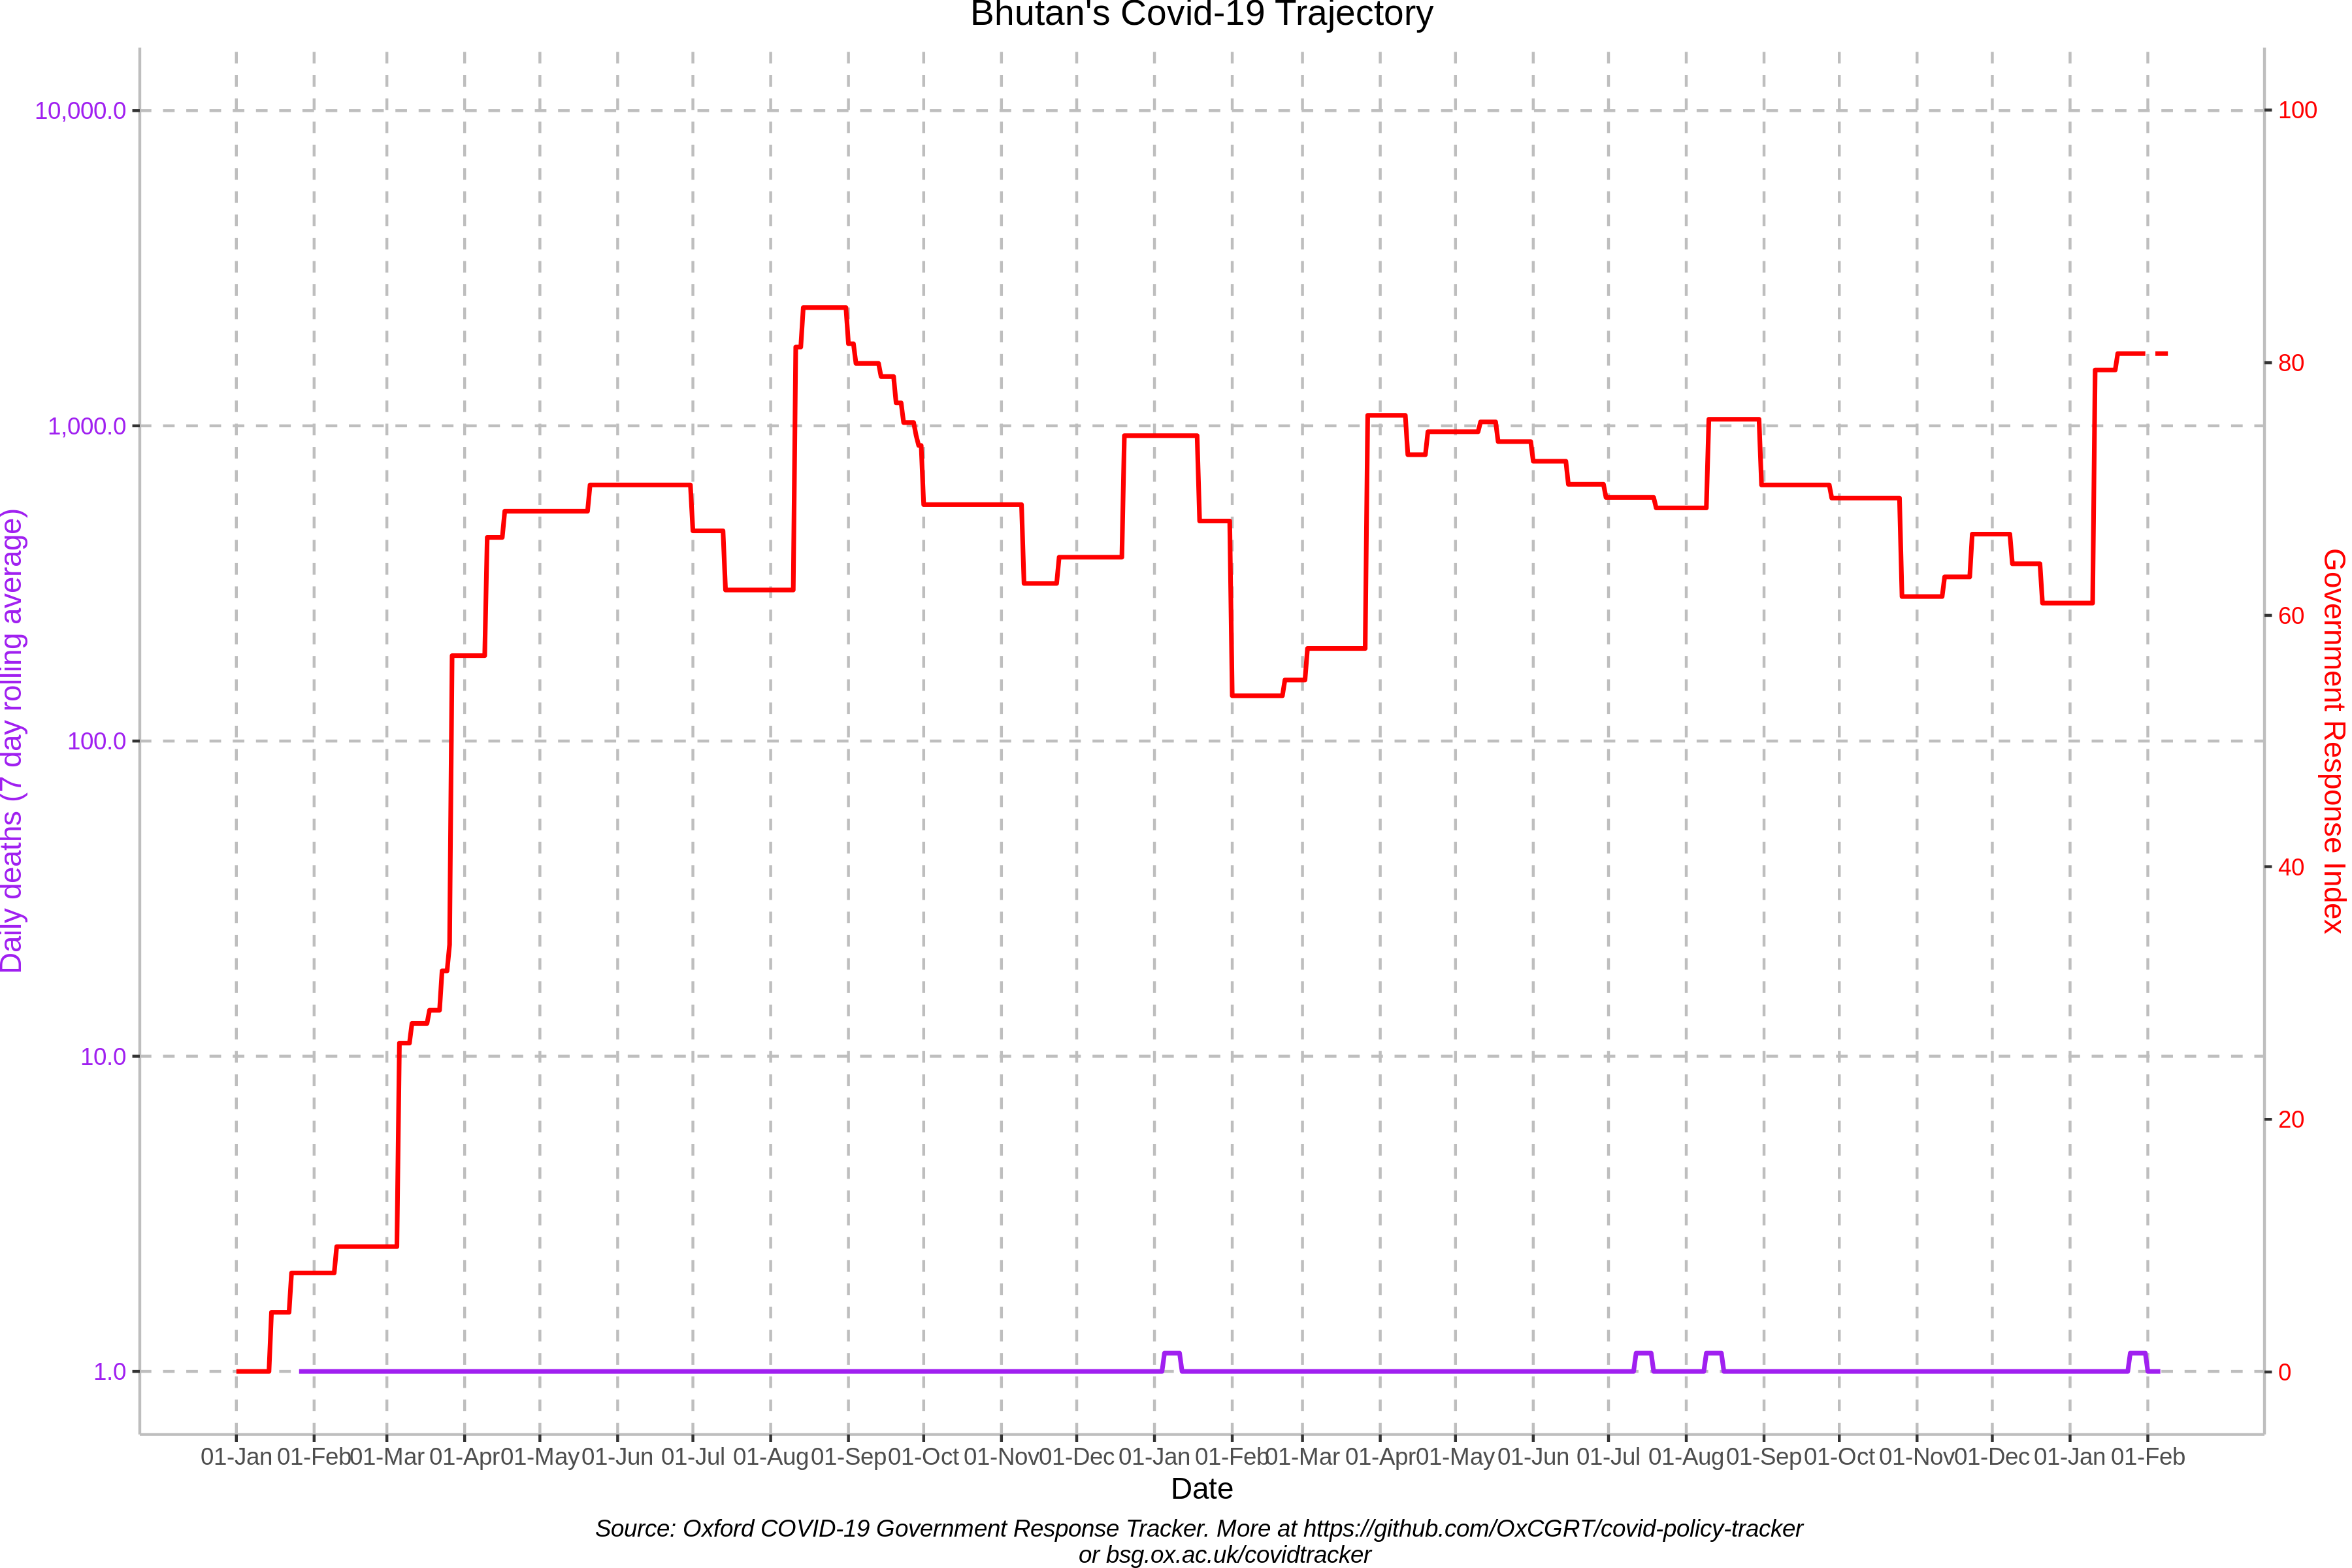 Bhutan's Covid-19 Trajectory
10,000.0
1,000.0
100.0
10.0
1.0
Daily deaths (7 day rolling average)
100
80
60
40
20
0
Government Response Index
01-Jan 01-Feb 01-Mar 01-Apr 01-May 01-Jun 01-Jul 01-Aug 01-Sep 01-Oct 01-Nov 01-Dec 01-Jan 01-Feb 01-Mar 01-Apr 01-May 01-Jun 01-Jul 01-Aug 01-Sep 01-Oct 01-Nov 01-Dec 01-Jan 01-Feb
Date
Source: Oxford COVID-19 Government Response Tracker. More at https://github.com/OxCGRT/covid-policy-tracker
or bsg.ox.ac.uk/covidtracker